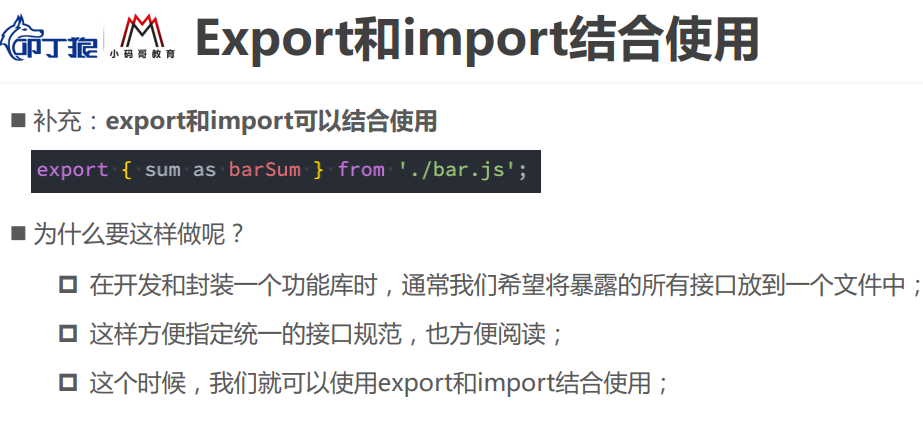 叩丁狼
小码哥教育
Export和import结合使用
补充：export和import可以结合使用
export { sum as barSum } from './bar.js';
为什么要这样做呢？
在开发和封装一个功能库时，通常我们希望将暴露的所有接口放到一个文件中；
这样方便指定统一的接口规范，也方便阅读；
这个时候，我们就可以使用export和import结合使用；